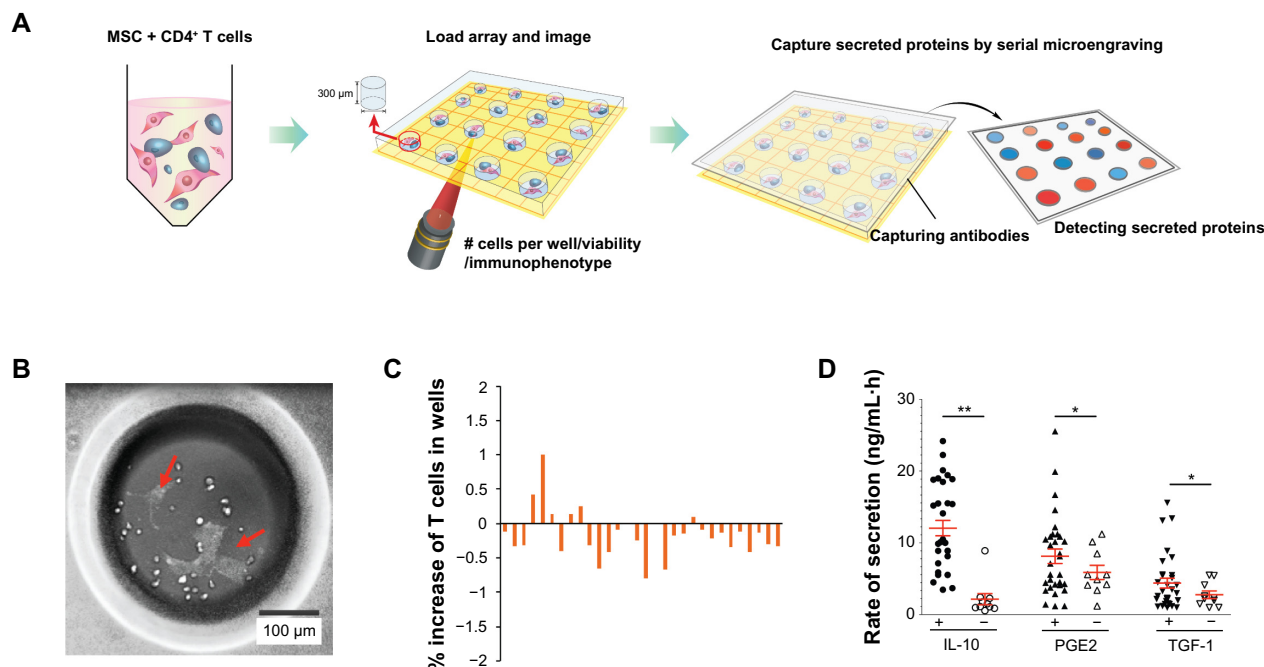 A
MSC + CD4⁺ T cells
Load array and image
Capture secreted proteins by serial microengraving
300 µm
# cells per well/viability
/immunophenotype
Capturing antibodies
Detecting secreted proteins
B
100 µm
C
% increase of T cells in wells
2
1.5
1
0.5
0
−0.5
−1
−1.5
−2
D
Rate of secretion (ng/mL·h)
30
20
10
0
**
*
*
+ − + − + −
IL-10 PGE2 TGF-1